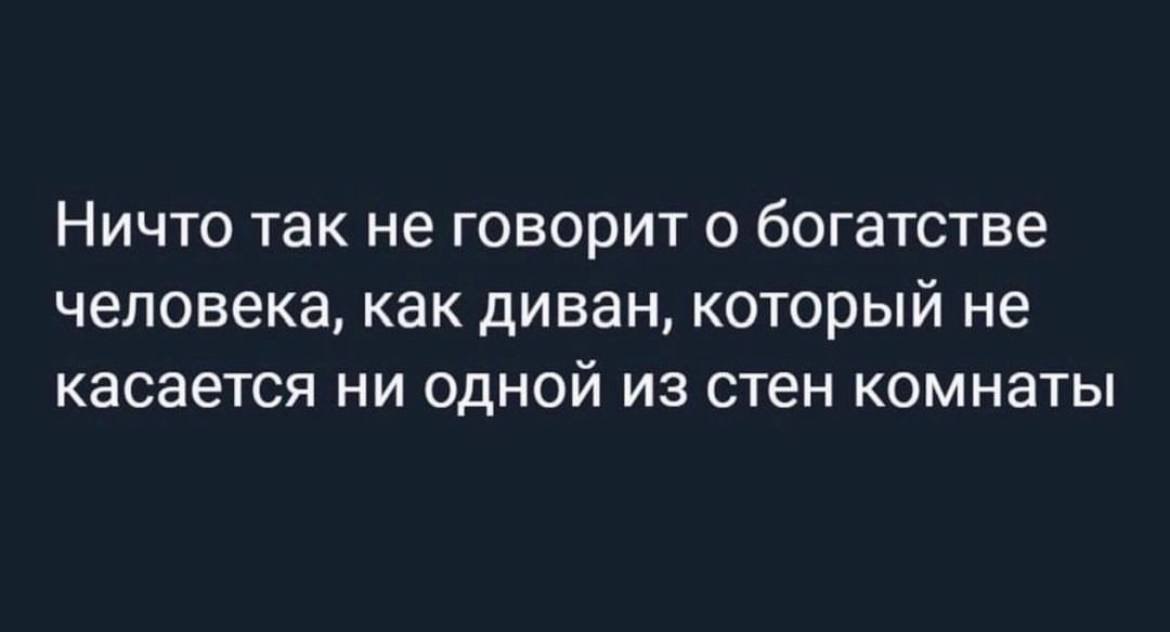 Ничто так не говорит о богатстве
человека, как диван, который не
касается ни одной из стен комнаты